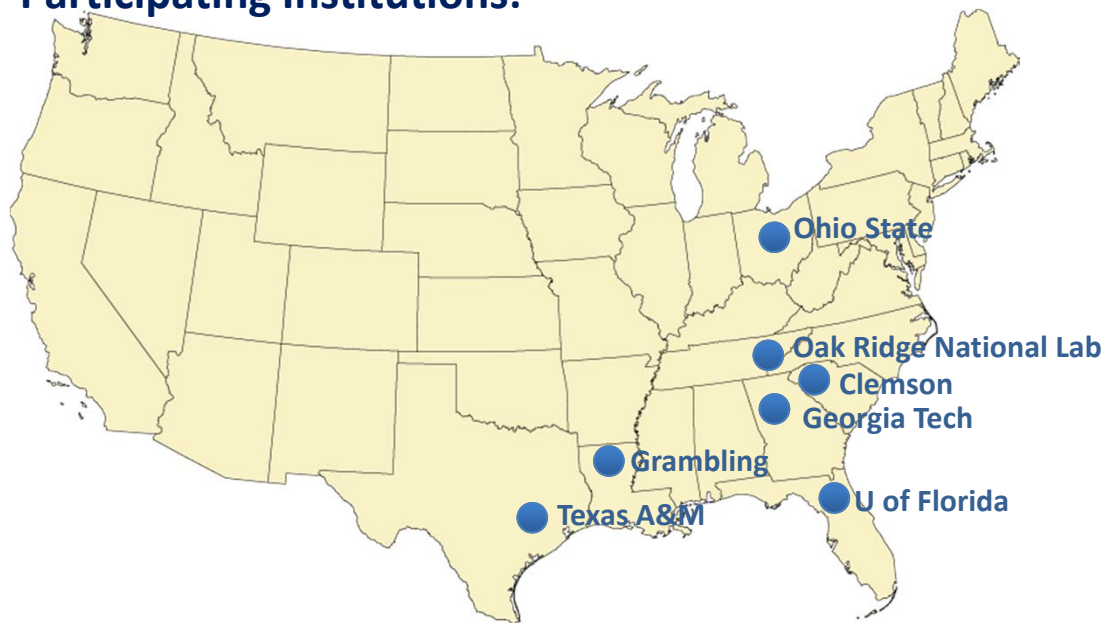 Participating Institutions:
Ohio State
Oak Ridge National Lab
Clemson
Georgia Tech
Grambling
U of Florida
Texas A&M